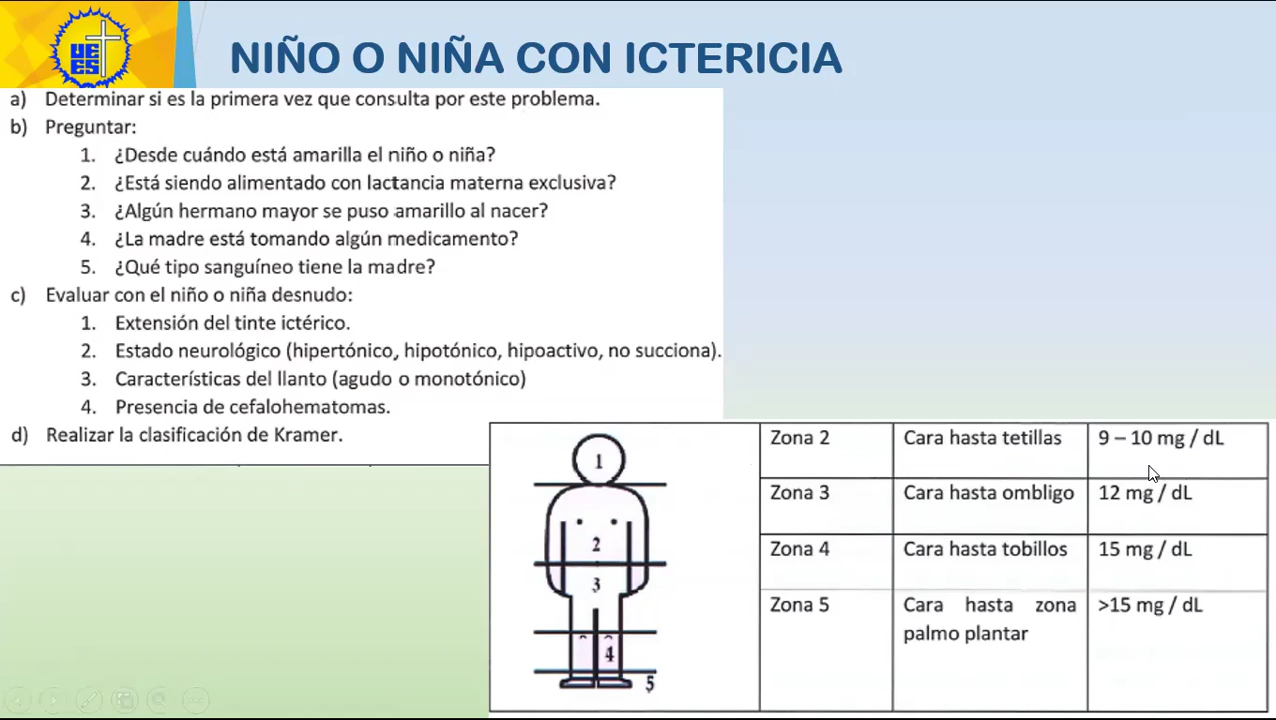 UE
ES
NIÑO O NIÑA CON ICTERICIA
a) Determinar si es la primera vez que consulta por este problema.
b) Preguntar:
1. ¿Desde cuándo está amarilla el niño o niña?
2. ¿Está siendo alimentado con lactancia materna exclusiva?
3. ¿Algún hermano mayor se puso amarillo al nacer?
4. ¿La madre está tomando algún medicamento?
5. ¿Qué tipo sanguíneo tiene la madre?
c) Evaluar con el niño o niña desnudo:
1. Extensión del tinte ictérico.
2. Estado neurológico (hipertónico, hipotónico, hipoactivo, no succiona).
3. Características del llanto (agudo o monotónico)
4. Presencia de cefalohematomas.
d) Realizar la clasificación de Kramer.
1
2
3
4
5
Zona 2 Cara hasta tetillas 9 – 10 mg / dL
Zona 3 Cara hasta ombligo 12 mg / dL
Zona 4 Cara hasta tobillos 15 mg / dL
Zona 5 Cara hasta zona >15 mg / dL
palmo plantar